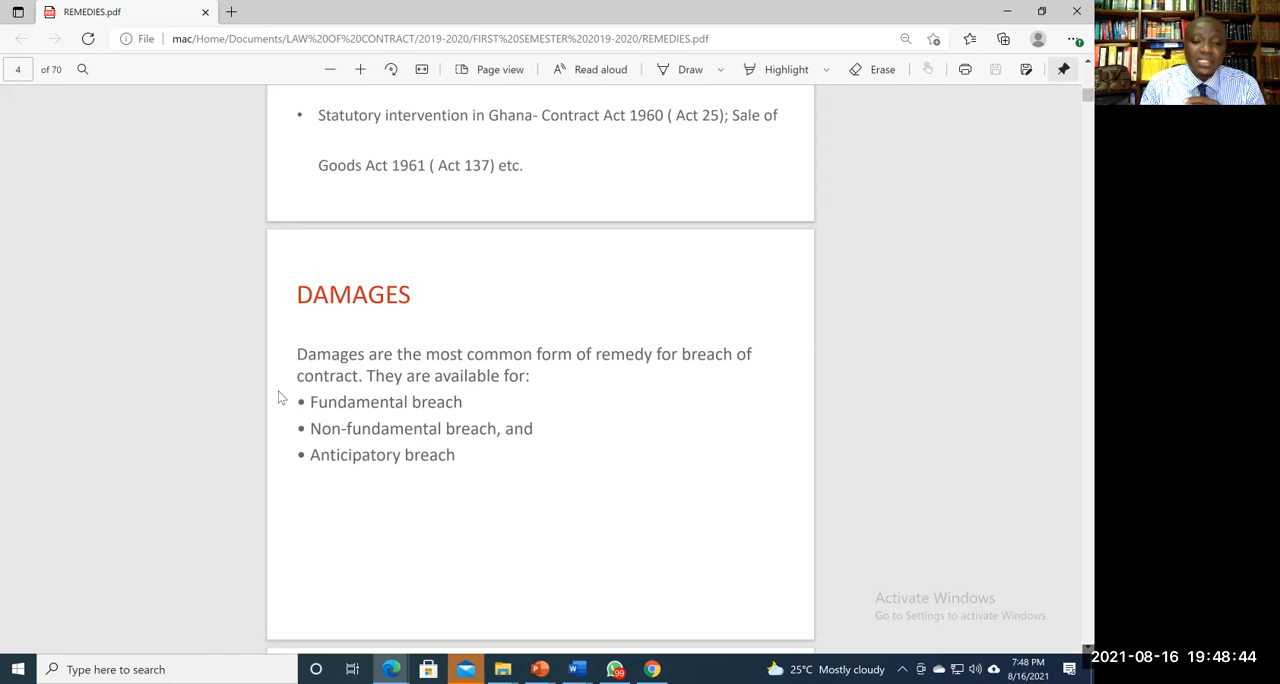 REMEDIES.pdf
File
mac/Home/Documents/LAW%20OF%20CONTRACT/2019-2020/FIRST%20SEMESTER%202019-2020/REMEDIES.pdf
4 of 70
Page view
Read aloud
Draw
Highlight
Erase
• Statutory intervention in Ghana- Contract Act 1960 ( Act 25); Sale of
Goods Act 1961 ( Act 137) etc.
DAMAGES
Damages are the most common form of remedy for breach of
contract. They are available for:
• Fundamental breach
• Non-fundamental breach, and
• Anticipatory breach
Activate Windows
Go to Settings to activate Windows
Type here to search
99
25°C Mostly cloudy
7:48 PM
8/16/2021
2021-08-16 19:48:44